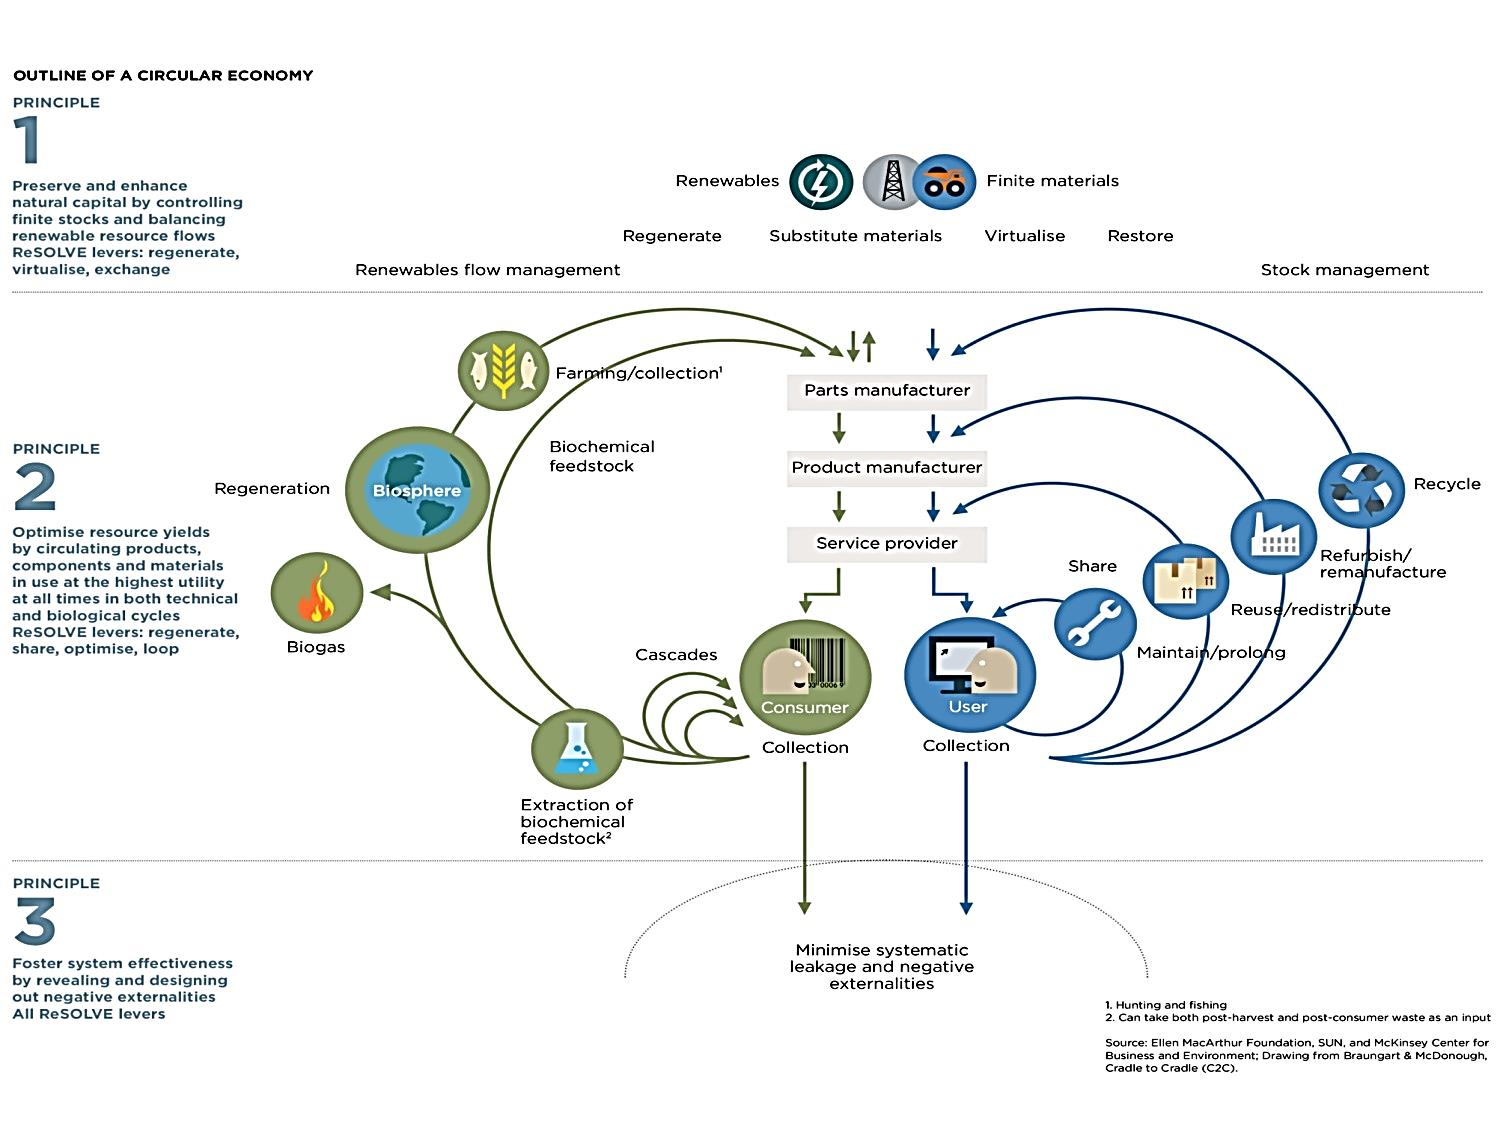 OUTLINE OF A CIRCULAR ECONOMY
PRINCIPLE
1
Preserve and enhance
natural capital by controlling
finite stocks and balancing
renewable resource flows
ReSOLVE levers: regenerate,
virtualise, exchange
Renewables
Finite materials
Regenerate
Substitute materials
Virtualise
Restore
Renewables flow management
Stock management
PRINCIPLE
2
Optimise resource yields
by circulating products,
components and materials
in use at the highest utility
at all times in both technical
and biological cycles
ReSOLVE levers: regenerate,
share, optimise, loop
Farming/collection¹
Biochemical
feedstock
Regeneration
Biosphere
Biogas
Cascades
Extraction of
biochemical
feedstock²
Parts manufacturer
Product manufacturer
Service provider
Consumer
Collection
User
Collection
Share
Maintain/prolong
Reuse/redistribute
Refurbish/
remanufacture
Recycle
PRINCIPLE
3
Foster system effectiveness
by revealing and designing
out negative externalities
All ReSOLVE levers
Minimise systematic
leakage and negative
externalities
1. Hunting and fishing
2. Can take both post-harvest and post-consumer waste as an input
Source: Ellen MacArthur Foundation, SUN, and McKinsey Center for
Business and Environment; Drawing from Braungart & McDonough,
Cradle to Cradle (C2C).